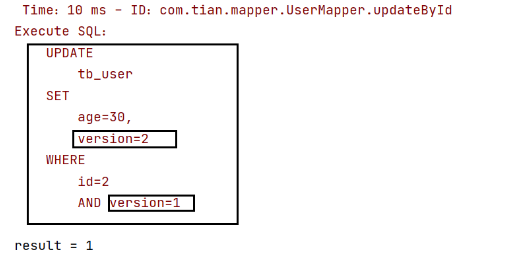 Time：10 ms - ID：com.tian.mapper.UserMapper.updateById
Execute SQL：
UPDATE
tb_user
SET
age=30,
version=2
WHERE
id=2
AND version=1
result = 1